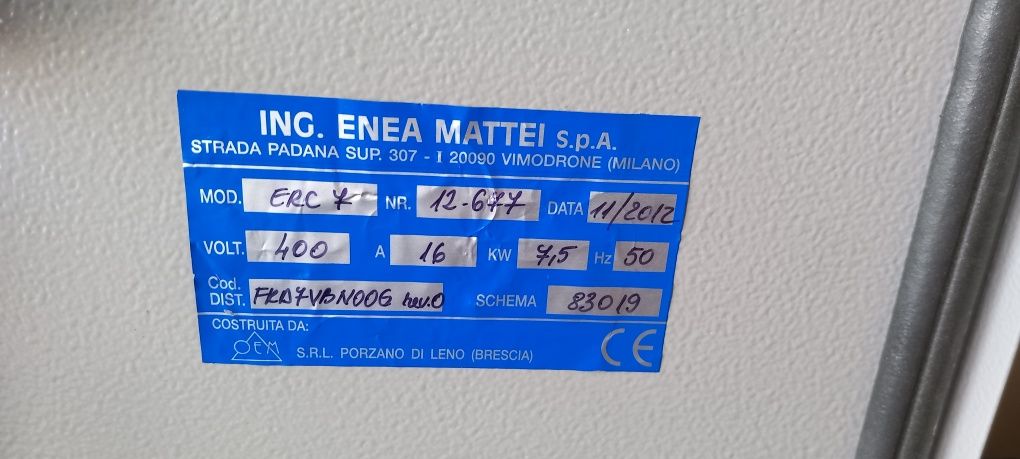 ING. ENEA MATTEI S.p.A.
STRADA PADANA SUP. 307 - I 20090 VIMODRONE (MILANO)
MOD. ERC 7 NR. 12-677 DATA 11/2012
VOLT. 400 A 16 KW 7,5 Hz 50
Cod.
DIST. rev.0 SCHEMA 83019
COSTRUITA DA:
OEM S.R.L. PORZANO DI LENO (BRESCIA) CE